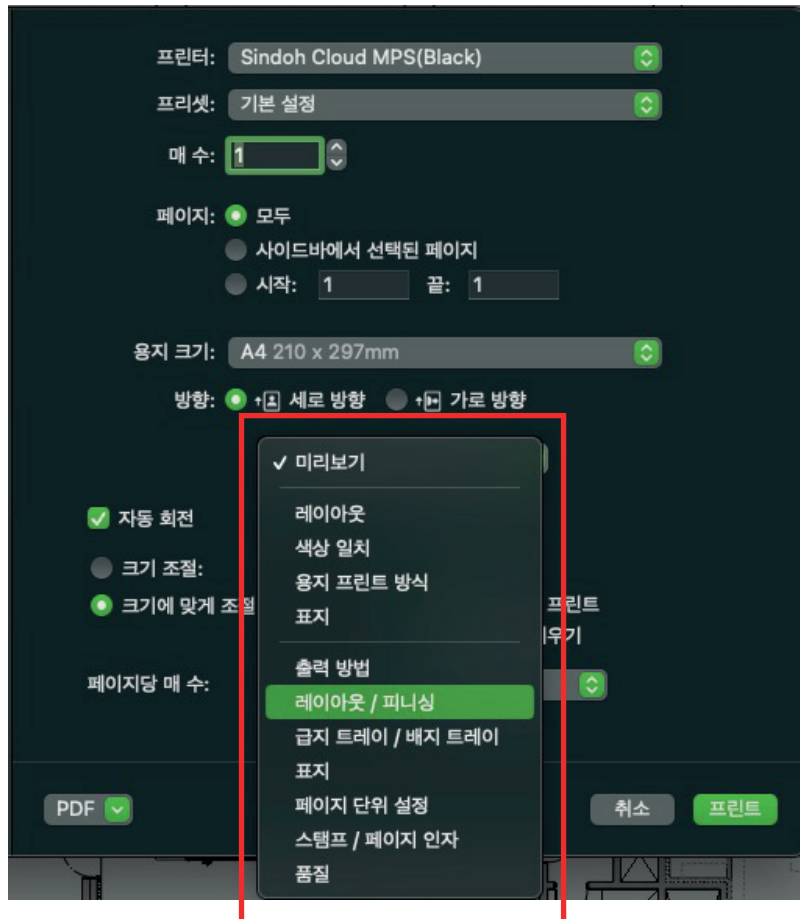 프린터: Sindoh Cloud MPS(Black)
프리셋: 기본 설정
매 수: 1
페이지: 모두
사이드바에서 선택된 페이지
시작: 1 끝: 1
용지 크기: A4 210 x 297mm
방향: 세로 방향 가로 방향
✓ 미리보기
레이아웃
자동 회전
색상 일치
크기 조절:
용지 프린트 방식
크기에 맞게 조절 프린트
표지
우기
출력 방법
페이지당 매 수:
레이아웃 / 피니싱
급지 트레이 / 배지 트레이
표지
페이지 단위 설정
PDF 취소 프린트
스탬프 / 페이지 인자
품질